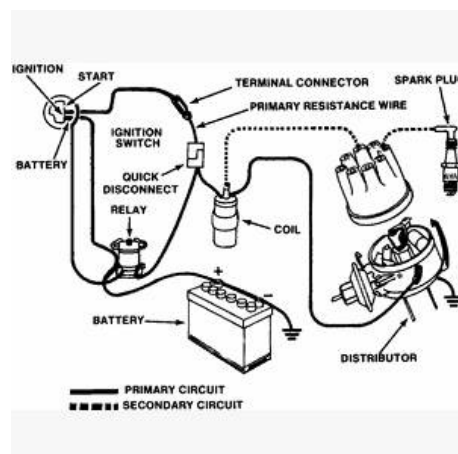 IGNITION
START
TERMINAL CONNECTOR
SPARK PLU
PRIMARY RESISTANCE WIRE
IGNITION
SWITCH
BATTERY
QUICK
DISCONNECT
RELAY
COIL
+
−
BATTERY
DISTRIBUTOR
PRIMARY CIRCUIT
SECONDARY CIRCUIT